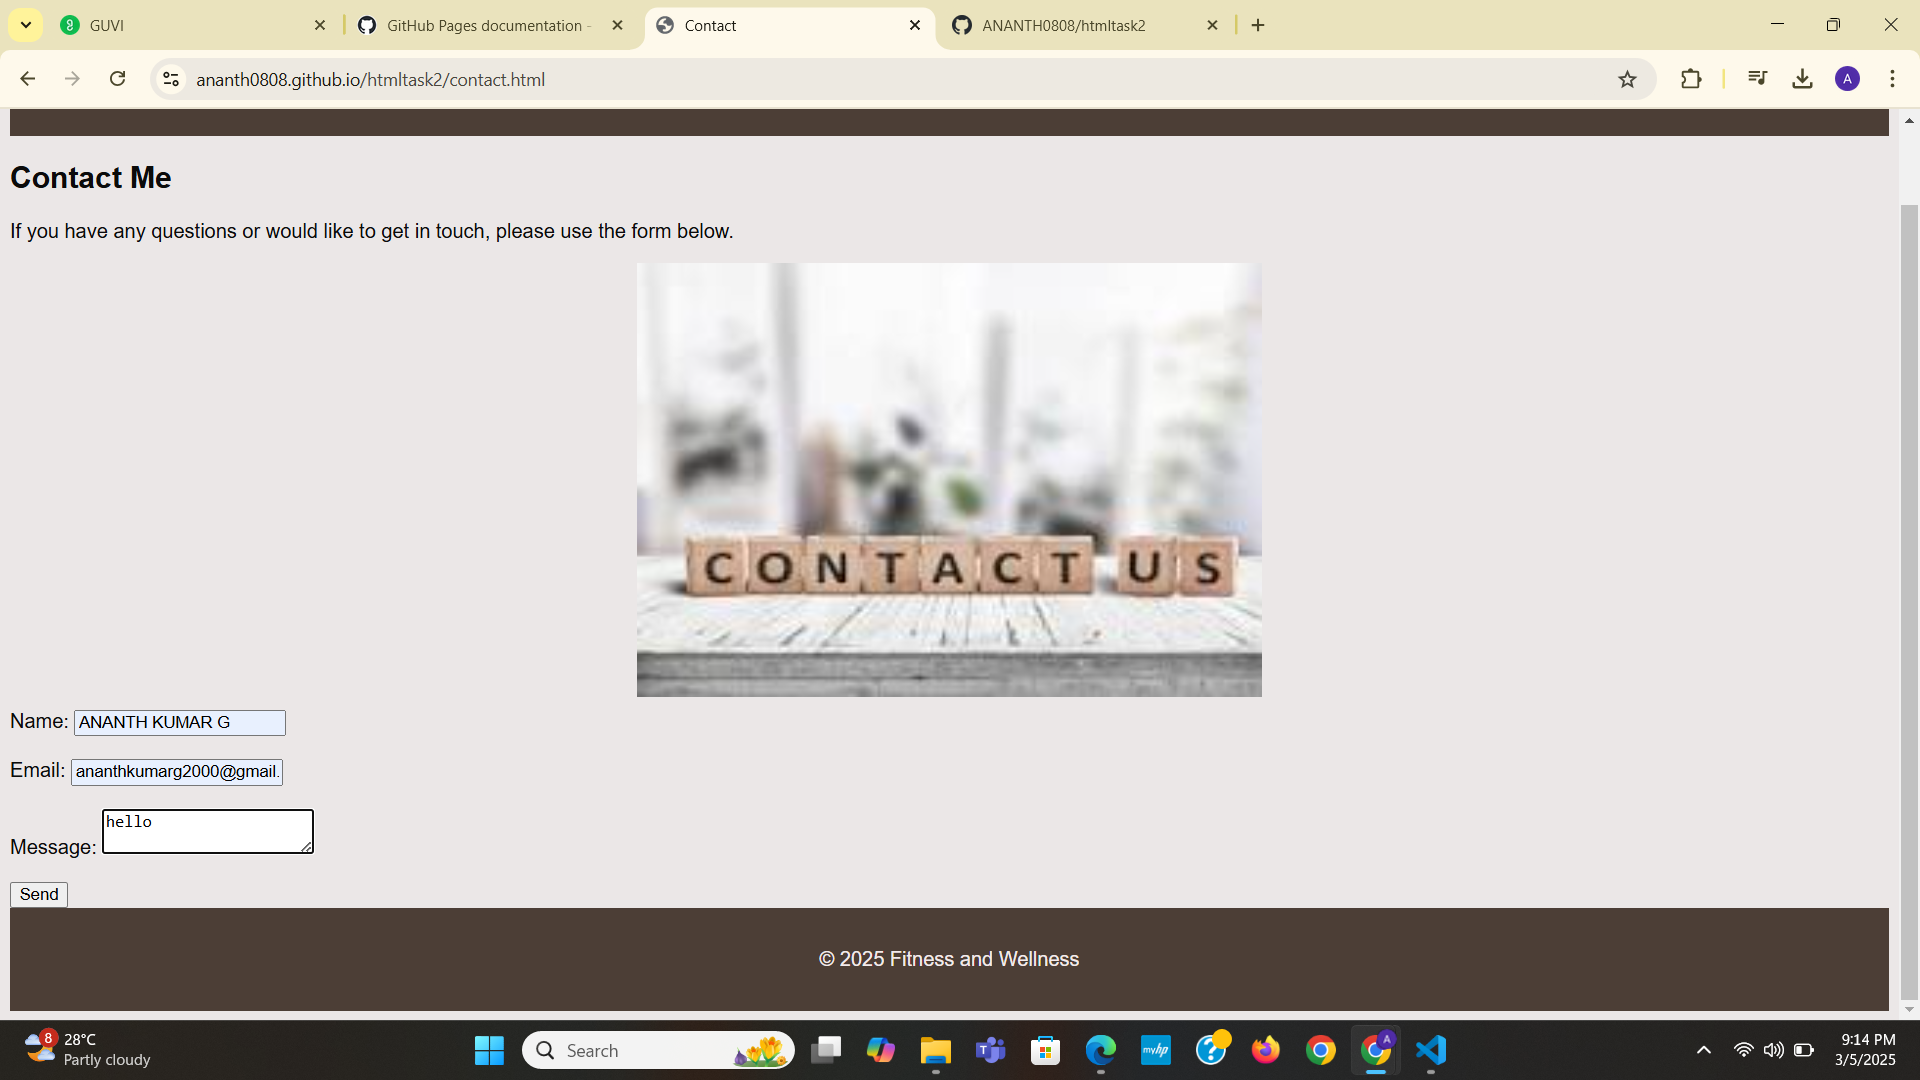 GUVI
GitHub Pages documentation -
Contact
ANANTH0808/htmltask2
ananth0808.github.io/htmltask2/contact.html
A
Contact Me
If you have any questions or would like to get in touch, please use the form below.
CONTACT US
Name: ANANTH KUMAR G
Email: ananthkumarg2000@gmail.
Message: hello
Send
© 2025 Fitness and Wellness
8
28°C
Partly cloudy
Search
myhp
A
9:14 PM
3/5/2025